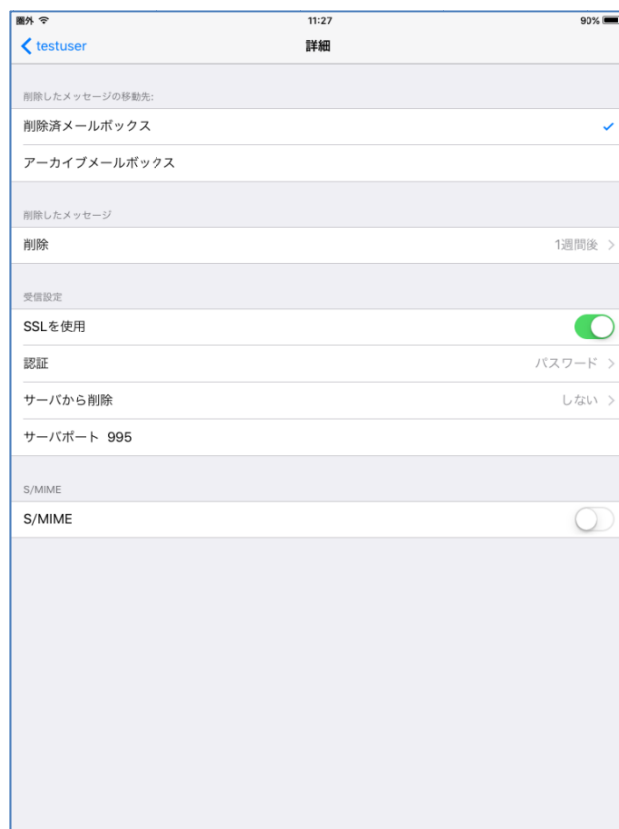 圏外 11:27 90%
testuser 詳細
削除したメッセージの移動先:
削除済メールボックス
アーカイブメールボックス
削除したメッセージ
削除 1週間後
受信設定
SSLを使用
認証 パスワード
サーバから削除 しない
サーバポート 995
S/MIME
S/MIME